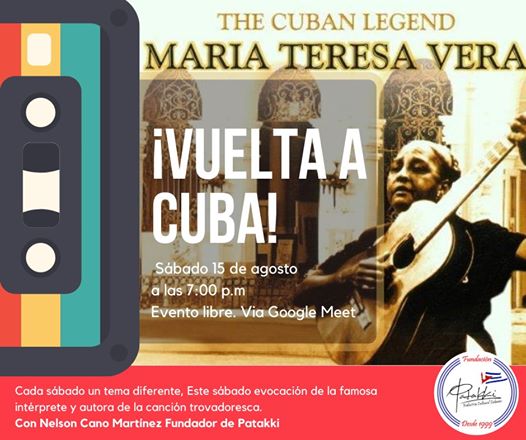 THE CUBAN LEGEND
MARIA TERESA VERA
¡VUELTA A
CUBA!
Sábado 15 de agosto
a las 7:00 p.m
Evento libre. Via Google Meet
Cada sábado un tema diferente, Este sábado evocación de la famosa
intérprete y autora de la canción trovadoresca.
Con Nelson Cano Martínez Fundador de Patakki
Fundación
Patakki
Desde 1999